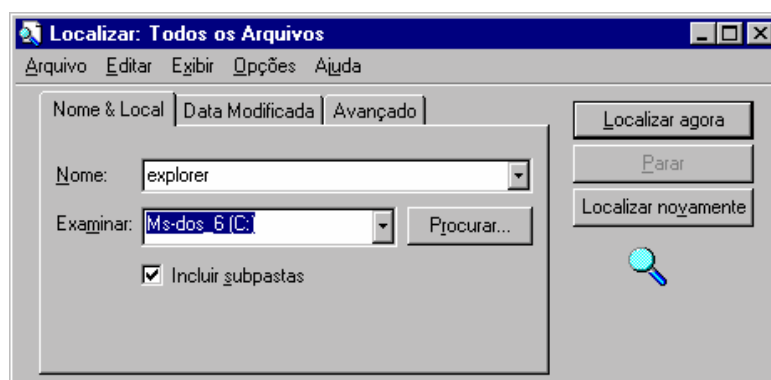 Localizar: Todos os Arquivos
Arquivo Editar Exibir Opções Ajuda
Nome & Local Data Modificada Avançado
Nome: explorer
Examinar: Ms-dos_6 (C:)
Procurar...
Incluir subpastas
Localizar agora
Parar
Localizar novamente